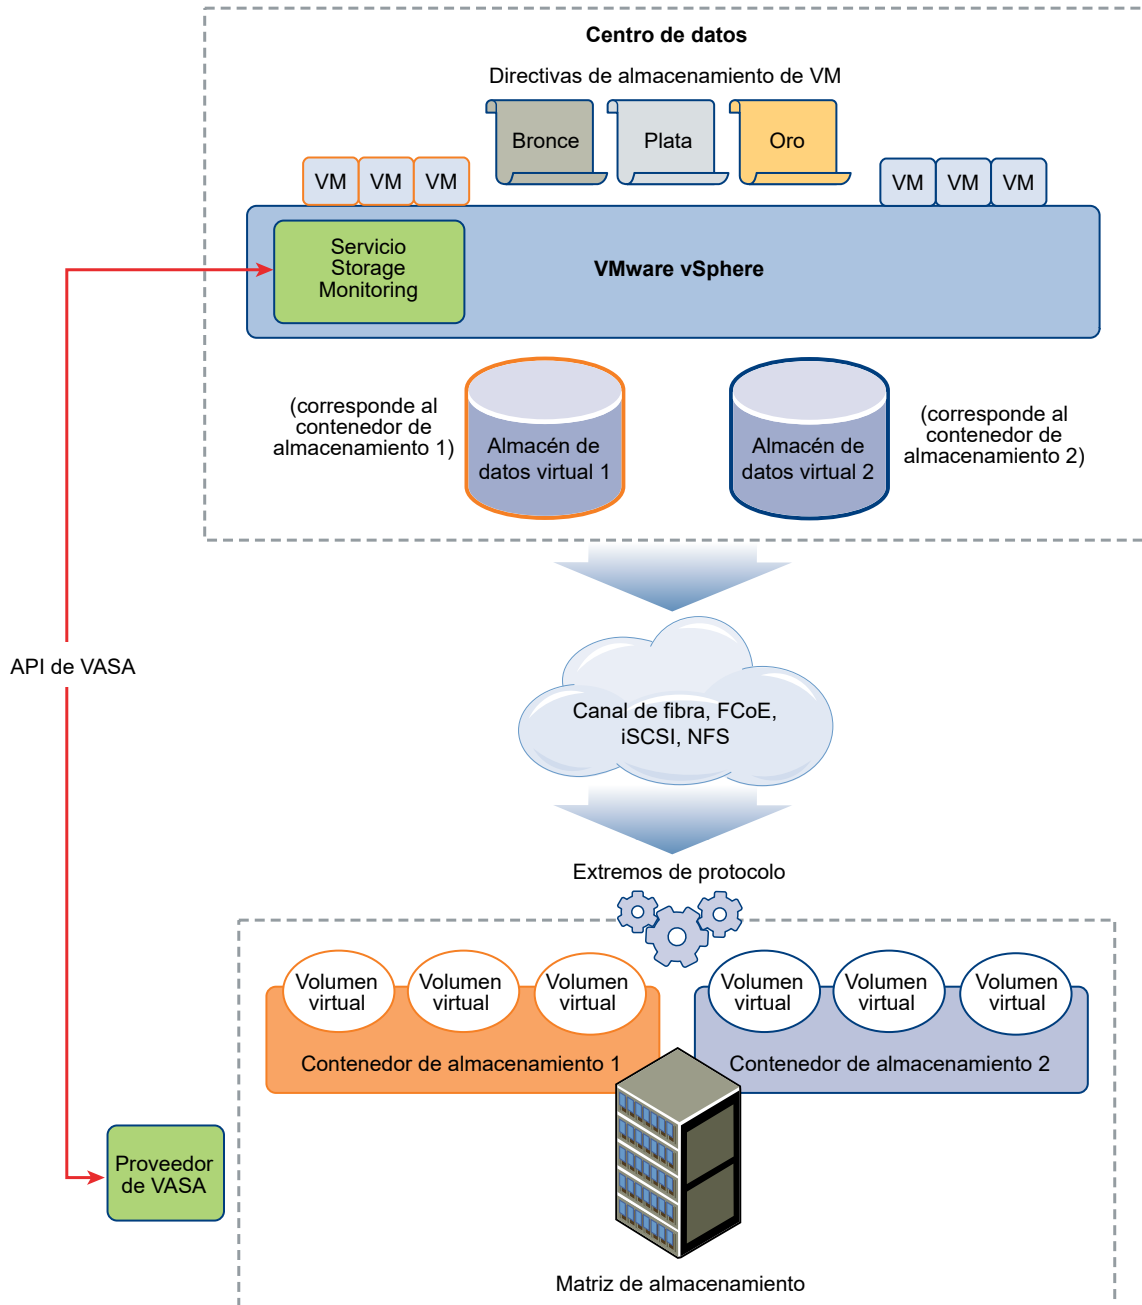 Centro de datos
Directivas de almacenamiento de VM
Bronce
Plata
Oro
VM
VM
VM
VM
VM
VM
Servicio
Storage
Monitoring
VMware vSphere
(corresponde al
contenedor de
almacenamiento 1)
Almacén de
datos virtual 1
Almacén de
datos virtual 2
(corresponde al
contenedor de
almacenamiento 2)
API de VASA
Canal de fibra, FCoE,
iSCSI, NFS
Extremos de protocolo
Volumen
virtual
Volumen
virtual
Volumen
virtual
Volumen
virtual
Volumen
virtual
Volumen
virtual
Contenedor de almacenamiento 1
Contenedor de almacenamiento 2
Proveedor
de VASA
Matriz de almacenamiento